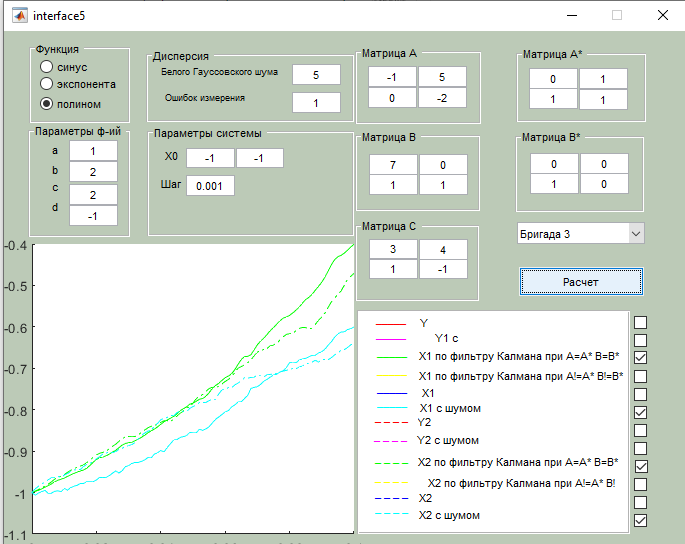 interface5
Функция
синус
экспонента
полином
Параметры ф-ий
a 1
b 2
c 2
d -1
Дисперсия
Белого Гауссовского шума 5
Ошибок измерения 1
Параметры системы
X0 -1 -1
Шаг 0.001
Матрица А
-1 5
0 -2
Матрица В
7 0
1 1
Матрица С
3 4
1 -1
Матрица А*
0 1
1 1
Матрица В*
0 0
1 0
Бригада 3
Расчет
-0.4
-0.5
-0.6
-0.7
-0.8
-0.9
-1
-1.1
Y
Y1 с
X1 по фильтру Калмана при A=A* B=B*
X1 по фильтру Калмана при A!=A* B!=B*
X1
X1 с шумом
Y2
Y2 с шумом
X2 по фильтру Калмана при A=A* B=B*
X2 по фильтру Калмана при A!=A* B!
X2
X2 с шумом